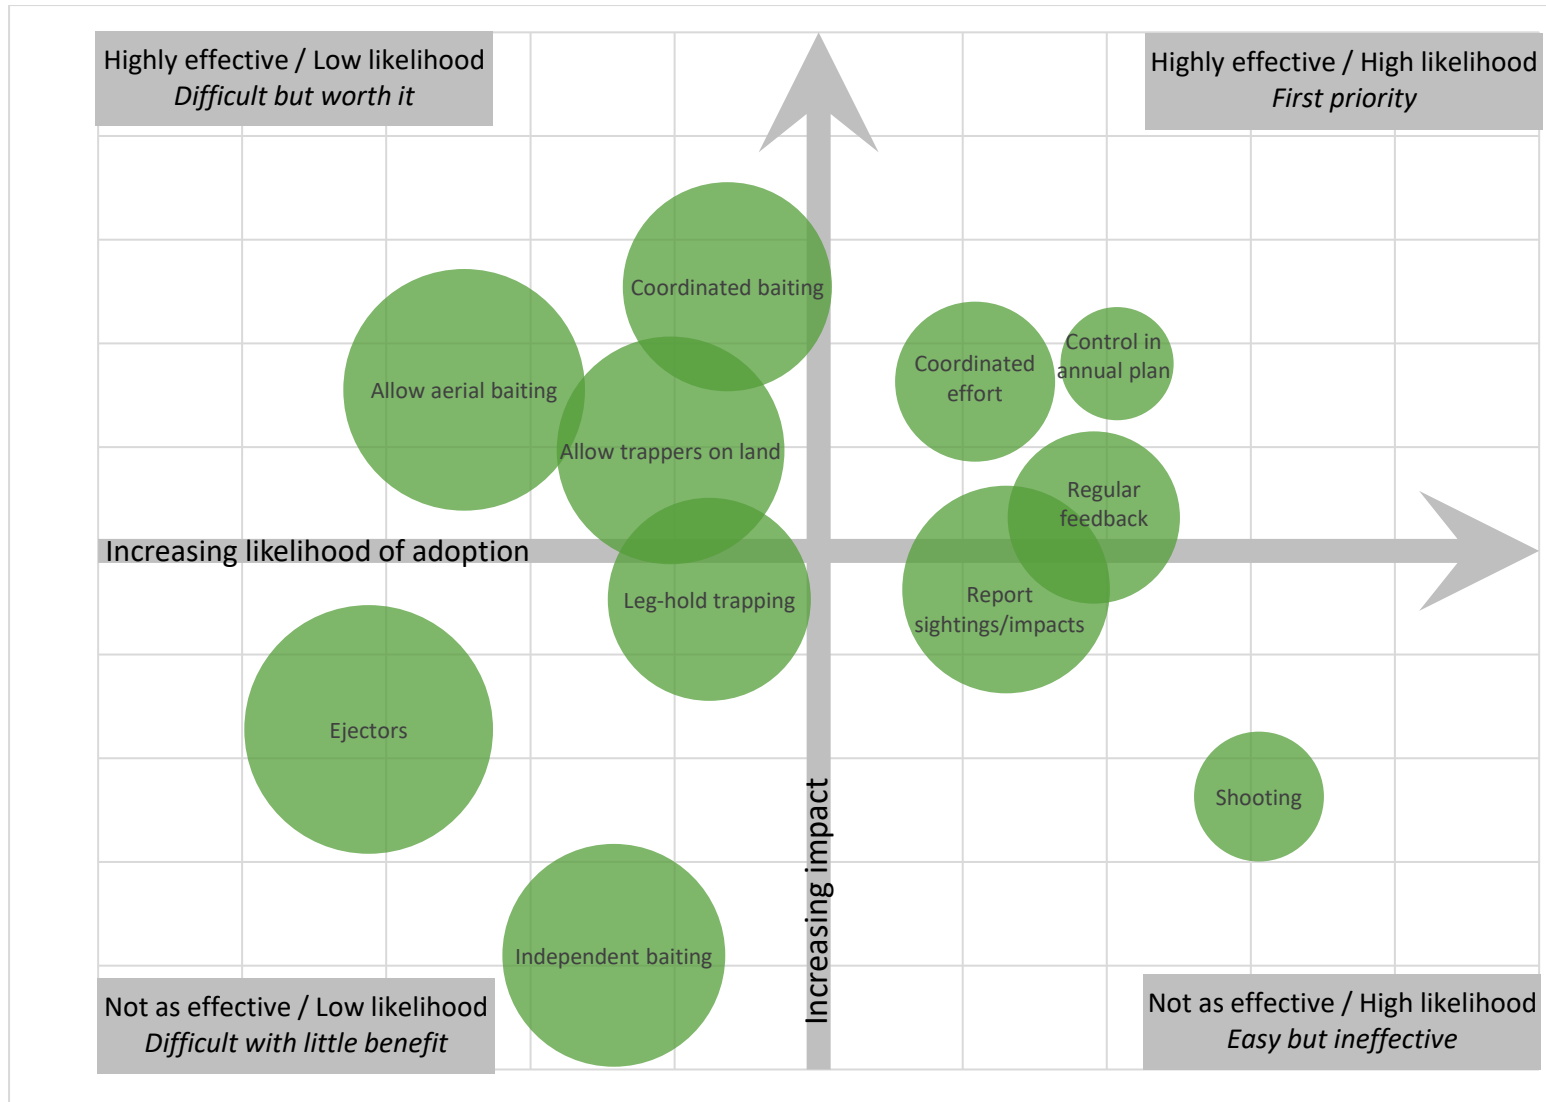 Highly effective / Low likelihood
Difficult but worth it
Highly effective / High likelihood
First priority
Coordinated baiting
Control in
annual plan
Coordinated
effort
Allow aerial baiting
Allow trappers on land
Regular
feedback
Increasing likelihood of adoption
Leg-hold trapping
Report
sightings/impacts
Ejectors
Shooting
Increasing impact
Independent baiting
Not as effective / Low likelihood
Difficult with little benefit
Not as effective / High likelihood
Easy but ineffective